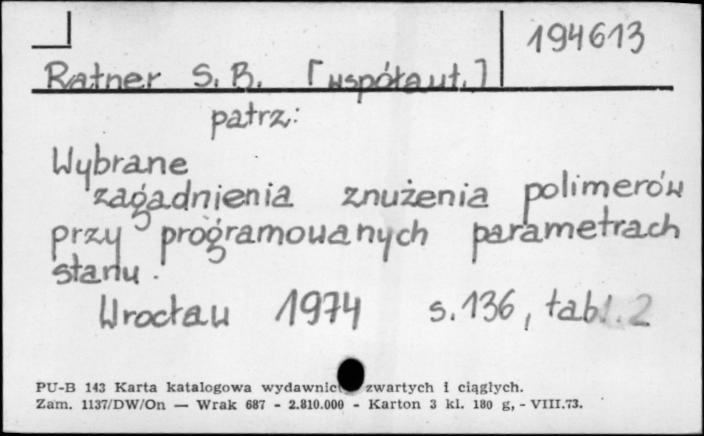 194613
Ratner S. B. [współaut.]
patrz:
Wybrane
zagadnienia znużenia polimerów
przy programowanych parametrach
stanu.
Wrocław 1974 s. 136, tabl. 2
PU-B 143 Karta katalogowa wydawnic zwartych i ciągłych.
Zam. 1137/DW/On — Wrak 687 - 2.810.000 - Karton 3 kl. 180 g, - VIII.73.